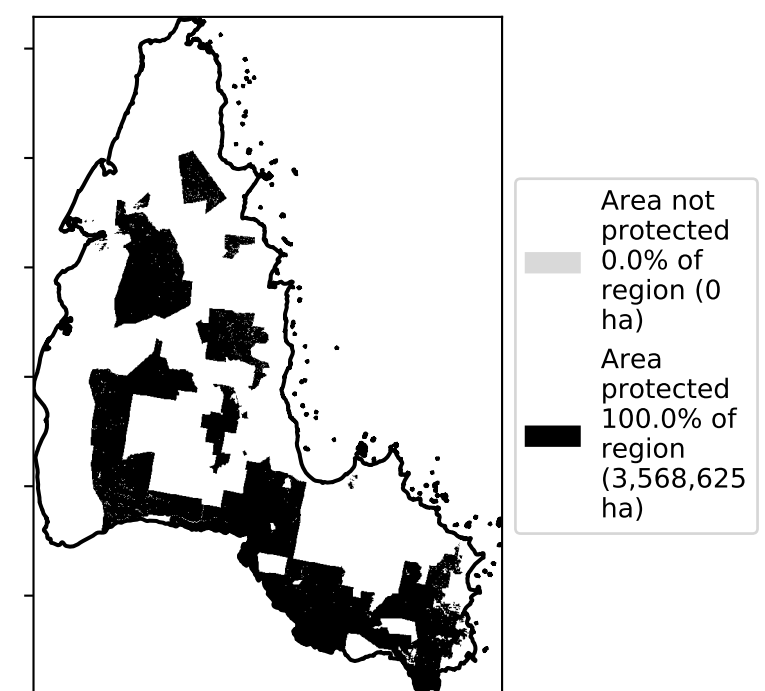 Area not
protected
0.0% of
region (0
ha)
Area
protected
100.0% of
region
(3,568,625
ha)